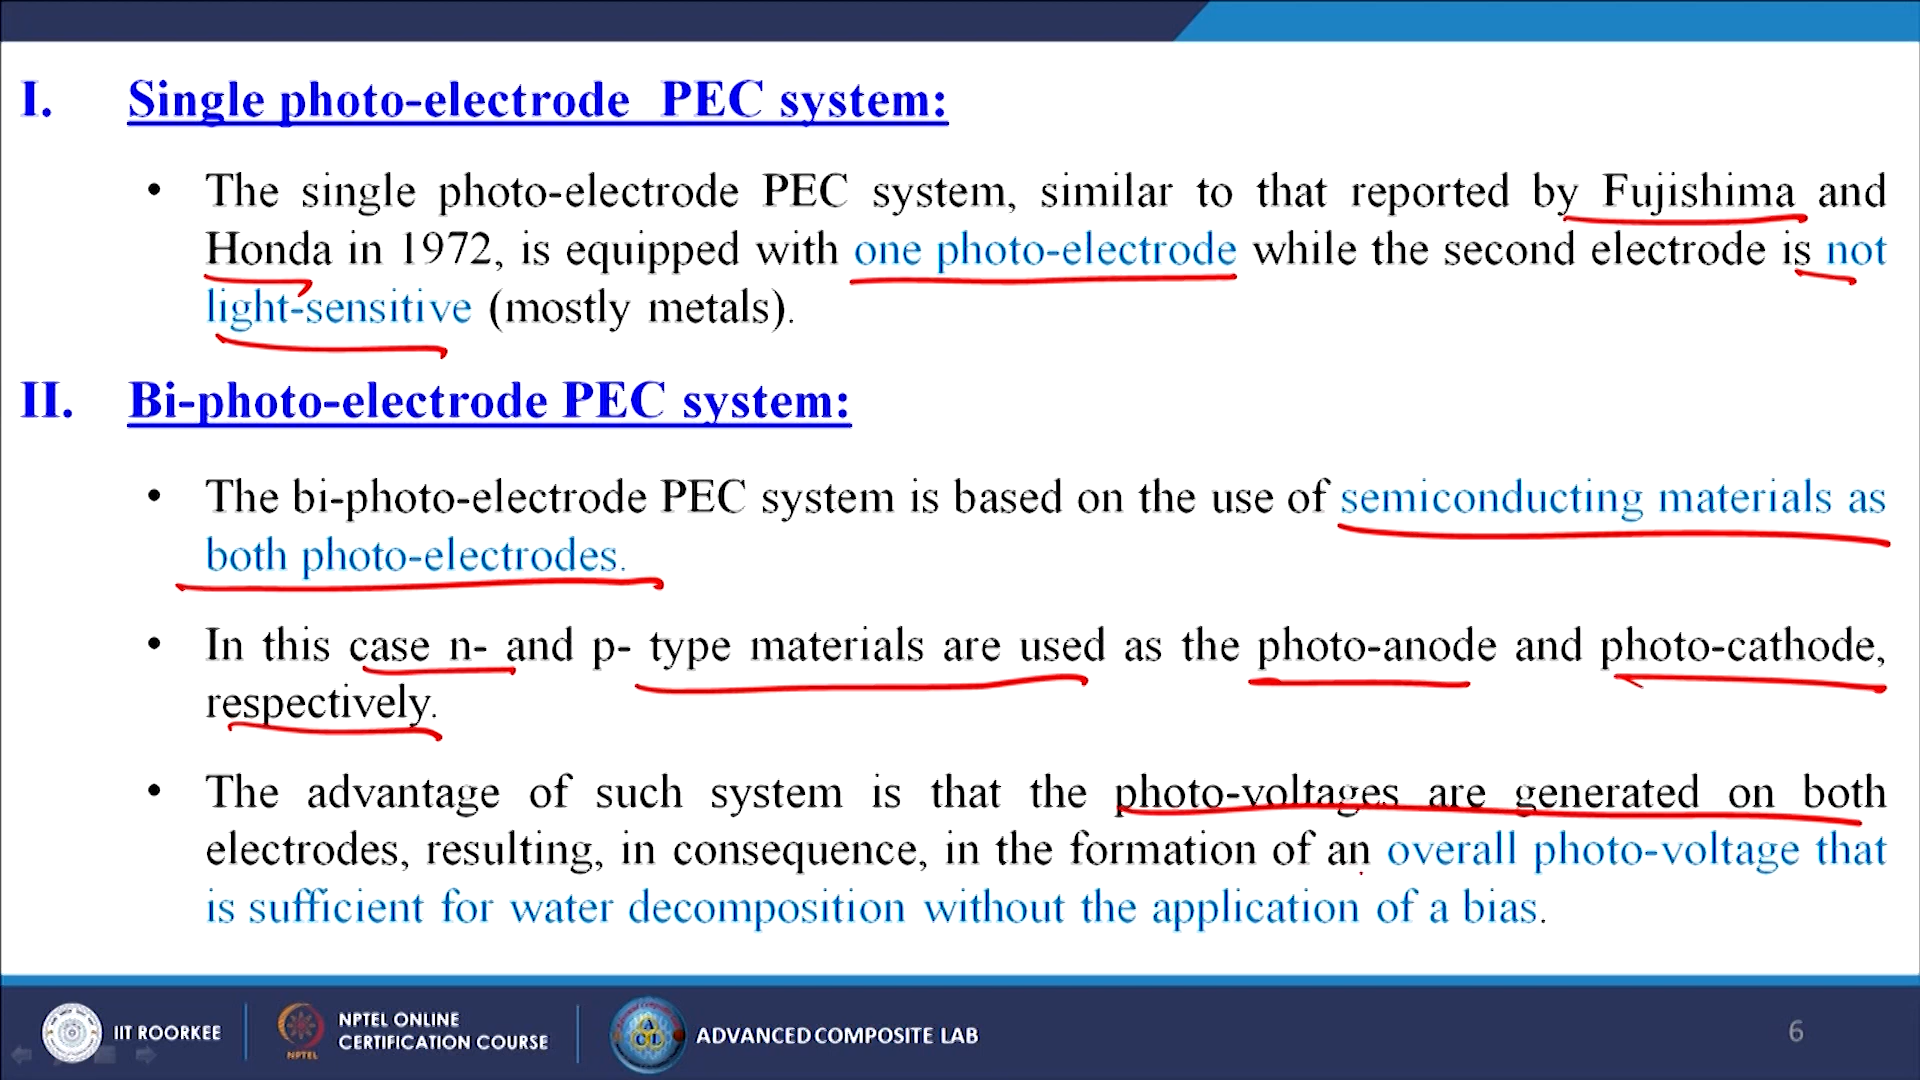 I. Single photo-electrode PEC system:
• The single photo-electrode PEC system, similar to that reported by Fujishima and
Honda in 1972, is equipped with one photo-electrode while the second electrode is not
light-sensitive (mostly metals).
II. Bi-photo-electrode PEC system:
• The bi-photo-electrode PEC system is based on the use of semiconducting materials as
both photo-electrodes.
• In this case n- and p- type materials are used as the photo-anode and photo-cathode,
respectively.
• The advantage of such system is that the photo-voltages are generated on both
electrodes, resulting, in consequence, in the formation of an overall photo-voltage that
is sufficient for water decomposition without the application of a bias.
IIT ROORKEE
NPTEL
NPTEL ONLINE
CERTIFICATION COURSE
ADVANCED COMPOSITE LAB
6